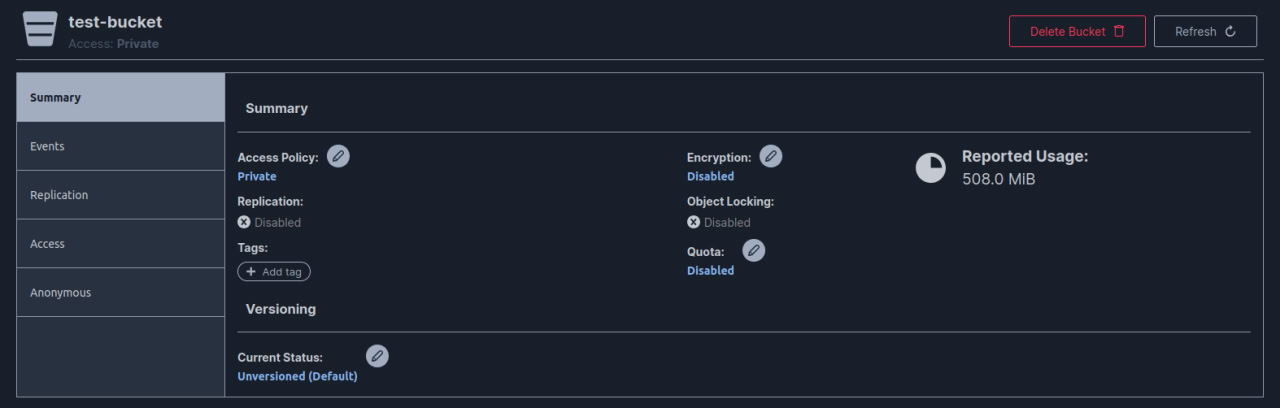 test-bucket
Access: Private
Delete Bucket
Refresh
Summary
Events
Replication
Access
Anonymous
Summary
Access Policy:
Private
Replication:
Disabled
Tags:
+ Add tag
Encryption:
Disabled
Object Locking:
Disabled
Quota:
Disabled
Reported Usage:
508.0 MiB
Versioning
Current Status:
Unversioned (Default)